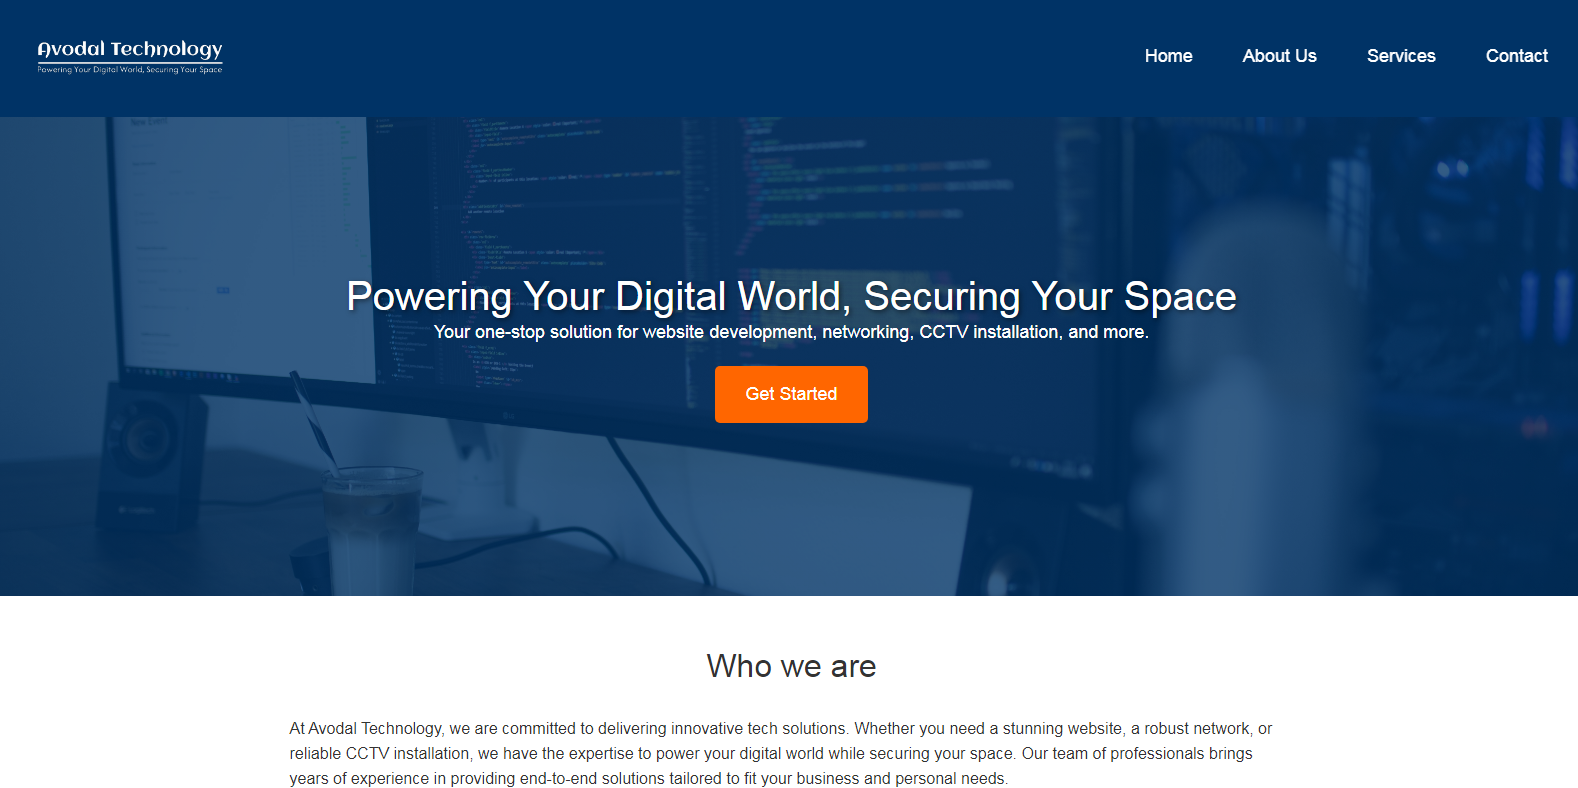 Avodal Technology
Powering Your Digital World, Securing Your Space
Home
About Us
Services
Contact
Powering Your Digital World, Securing Your Space
Your one-stop solution for website development, networking, CCTV installation, and more.
Get Started
Who we are
At Avodal Technology, we are committed to delivering innovative tech solutions. Whether you need a stunning website, a robust network, or
reliable CCTV installation, we have the expertise to power your digital world while securing your space. Our team of professionals brings
years of experience in providing end-to-end solutions tailored to fit your business and personal needs.